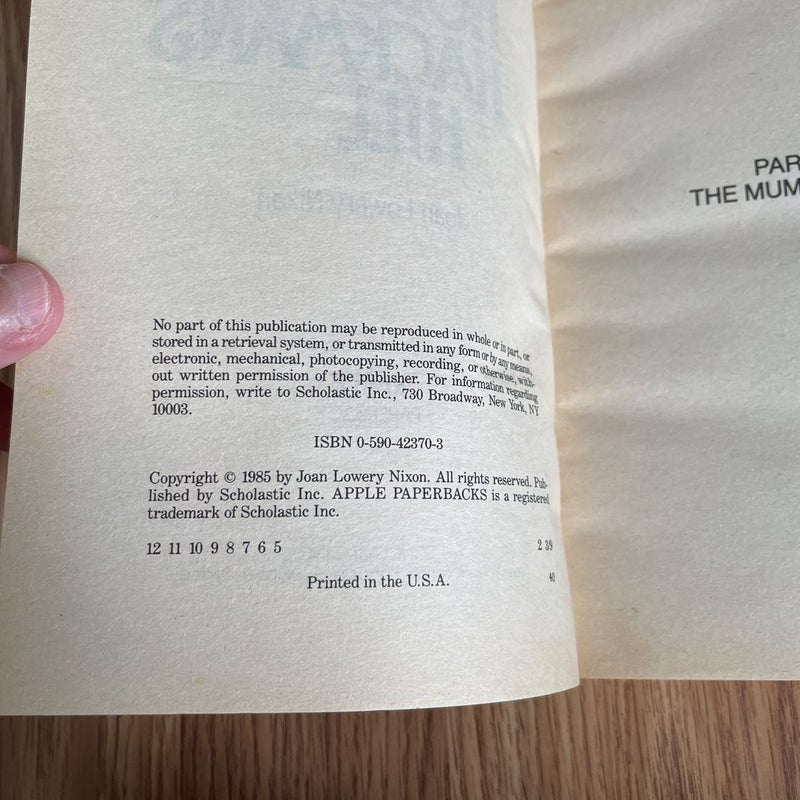 No part of this publication may be reproduced in whole or in part, or
stored in a retrieval system, or transmitted in any form or by any means,
electronic, mechanical, photocopying, recording, or otherwise, with-
out written permission of the publisher. For information regarding
permission, write to Scholastic Inc., 730 Broadway, New York, NY
10003.
ISBN 0-590-42370-3
Copyright © 1985 by Joan Lowery Nixon. All rights reserved. Pub-
lished by Scholastic Inc. APPLE PAPERBACKS is a registered
trademark of Scholastic Inc.
12 11 10 9 8 7 6 5 2 39
Printed in the U.S.A. 40
PAR
THE MUM